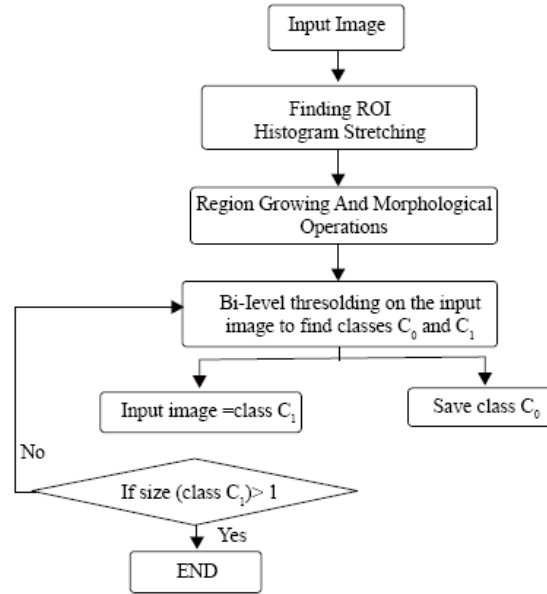 Input Image
Finding ROI
Histogram Stretching
Region Growing And Morphological
Operations
Bi-level thresolding on the input
image to find classes C₀ and C₁
Input image =class C₁
Save class C₀
No
If size (class C₁)> 1
Yes
END